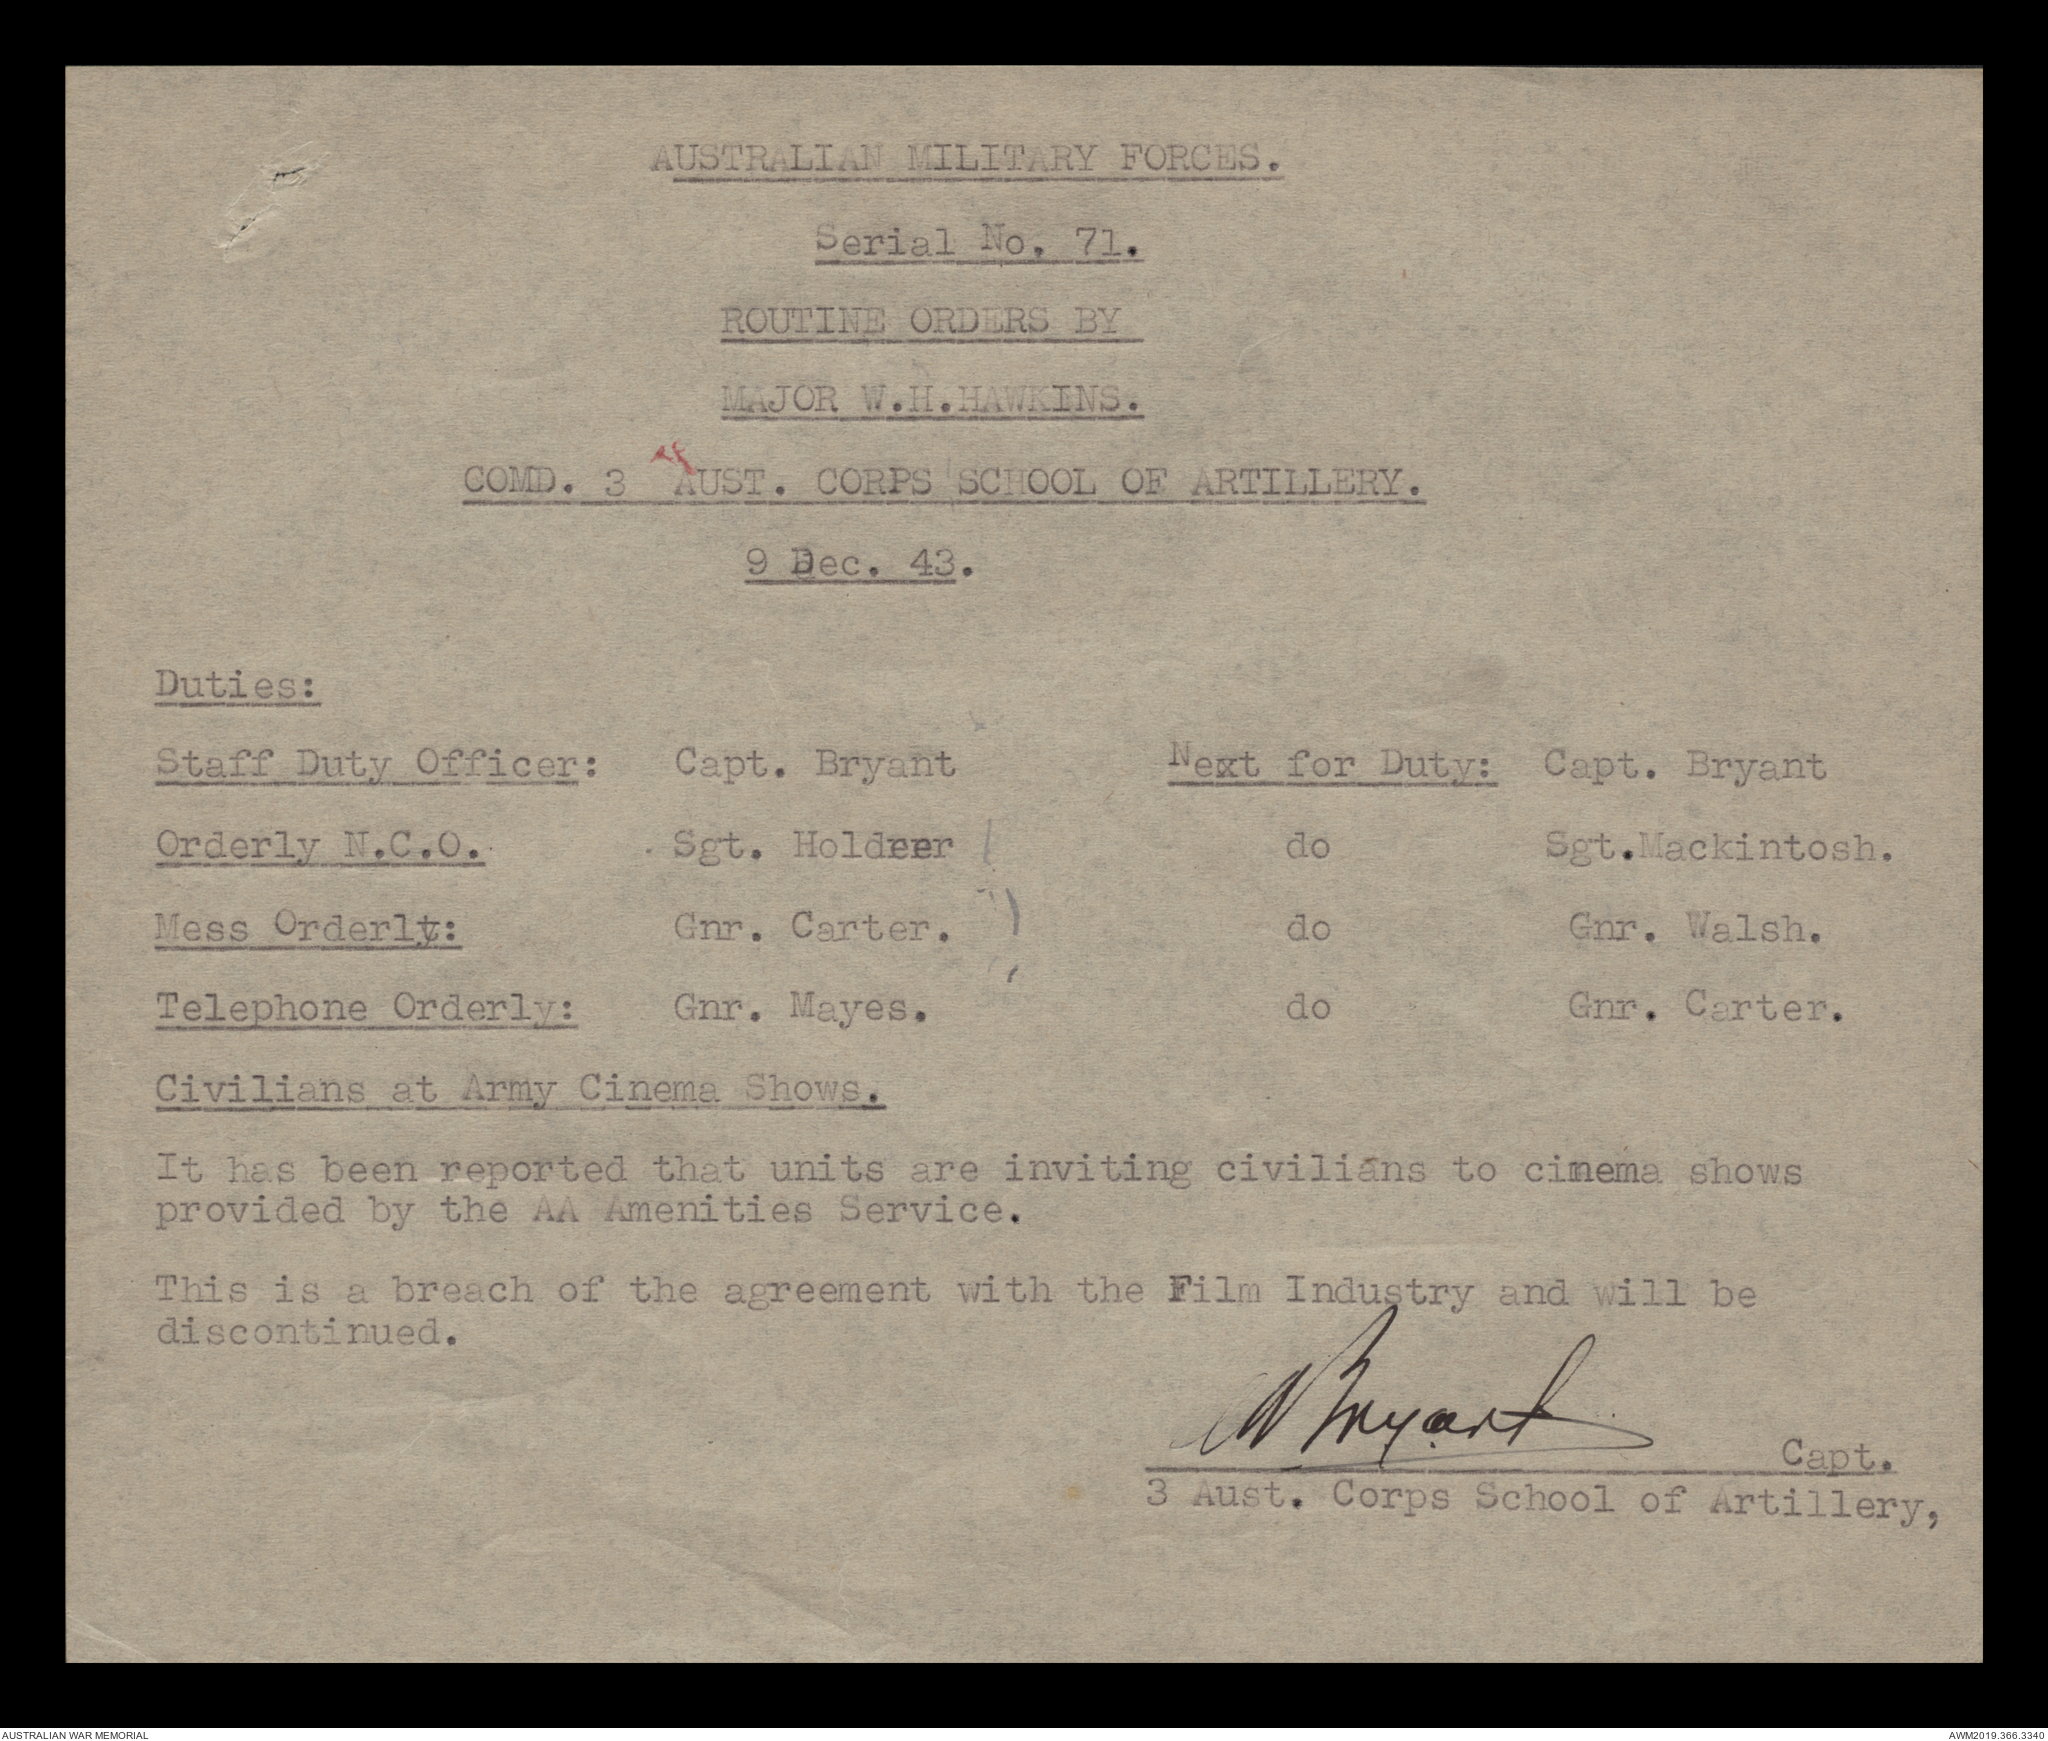 AUSTRALIAN MILITARY FORCES.
Serial No. 71.
ROUTINE ORDERS BY
MAJOR W.H.HAWKINS.
COMD. 3 AUST. CORPS SCHOOL OF ARTILLERY.
9 Dec. 43.
Duties:
Staff Duty Officer: Capt. Bryant Next for Duty: Capt. Bryant
Orderly N.C.O. Sgt. Holdreer do Sgt.Mackintosh.
Mess Orderlt: Gnr. Carter. do Gnr. Walsh.
Telephone Orderly: Gnr. Mayes. do Gnr. Carter.
Civilians at Army Cinema Shows.
It has been reported that units are inviting civilians to cinema shows
provided by the AA Amenities Service.
This is a breach of the agreement with the Film Industry and will be
discontinued.
Bryant Capt.
3 Aust. Corps School of Artillery,
AUSTRALIAN WAR MEMORIAL AWM2019.366.3340